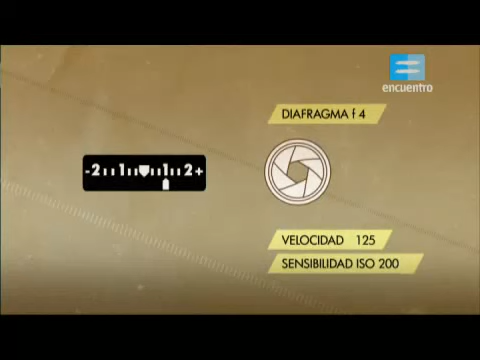 encuentro
DIAFRAGMA f 4
-2 1 1 2+
VELOCIDAD 125
SENSIBILIDAD ISO 200